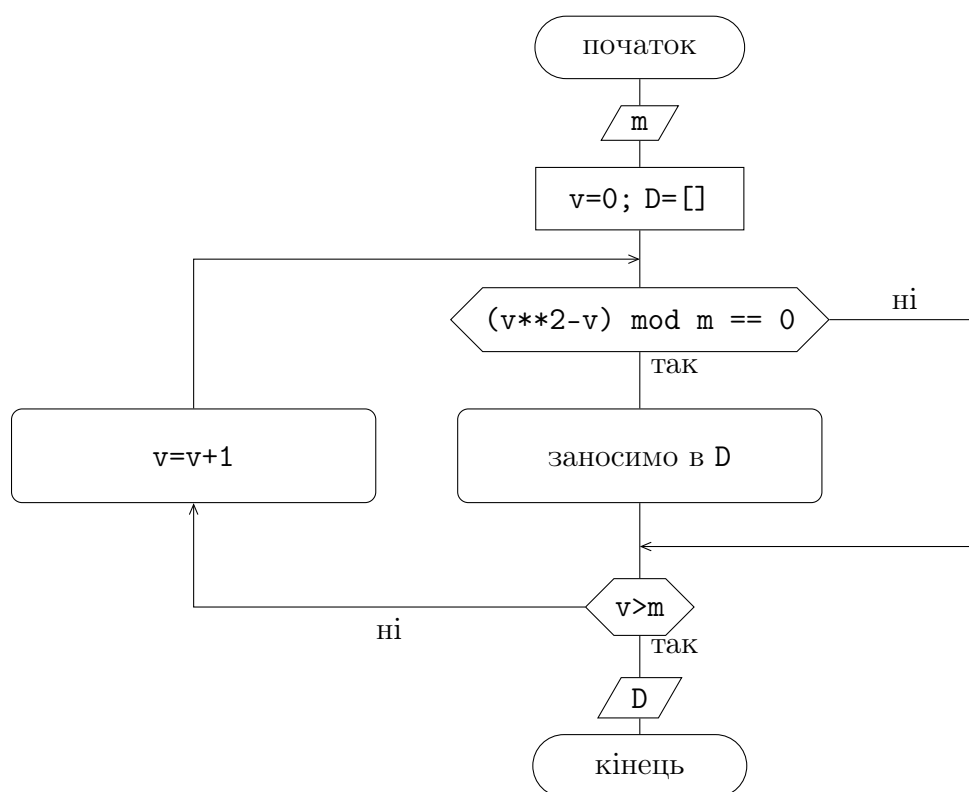 початок
m
v=0; D=[]
(v**2-v) mod m == 0
ні
так
v=v+1
заносимо в D
v>m
ні
так
D
кінець